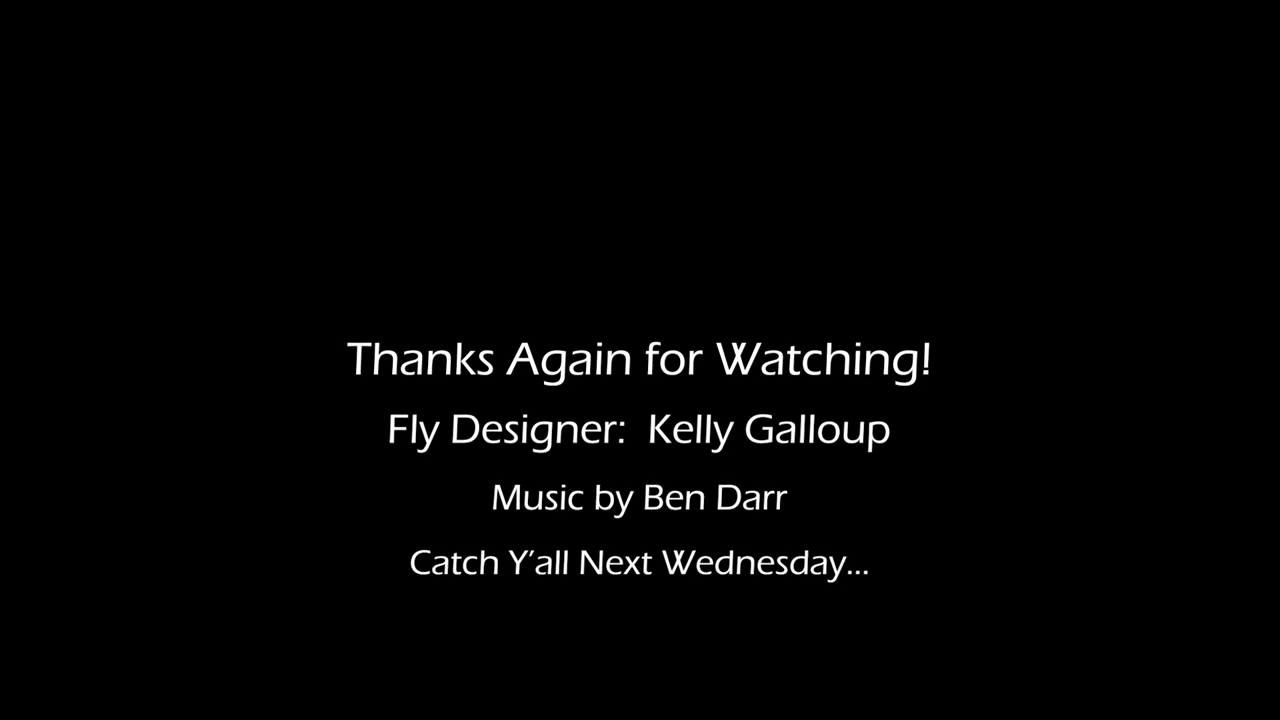 Thanks Again for Watching!
Fly Designer:  Kelly Galloup
Music by Ben Darr
Catch Y’all Next Wednesday...